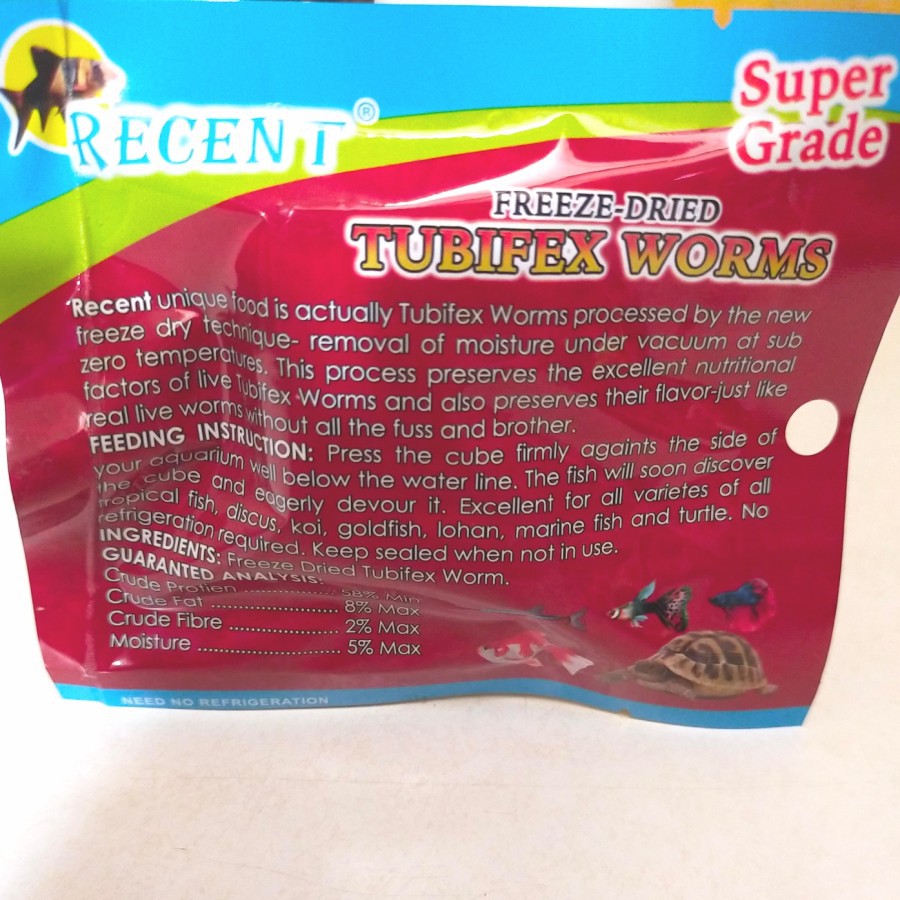 RECENT®
Super
Grade
FREEZE-DRIED
TUBIFEX WORMS
Recent unique food is actually Tubifex Worms processed by the new
freeze dry technique- removal of moisture under vacuum at sub
zero temperatures. This process preserves the excellent nutritional
factors of live Tubifex Worms and also preserves their flavor-just like
real live worms without all the fuss and brother.
FEEDING INSTRUCTION: Press the cube firmly againts the side of
your aquarium well below the water line. The fish will soon discover
the cube and eagerly devour it. Excellent for all varietes of all
tropical fish, discus, koi, goldfish, lohan, marine fish and turtle. No
refrigeration required. Keep sealed when not in use.
INGREDIENTS: Freeze Dried Tubifex Worm.
GUARANTED ANALYSIS:
Crude Protien ................... 58% Min
Crude Fat ...................... 8% Max
Crude Fibre ................... 2% Max
Moisture ........................ 5% Max
NEED NO REFRIGERATION